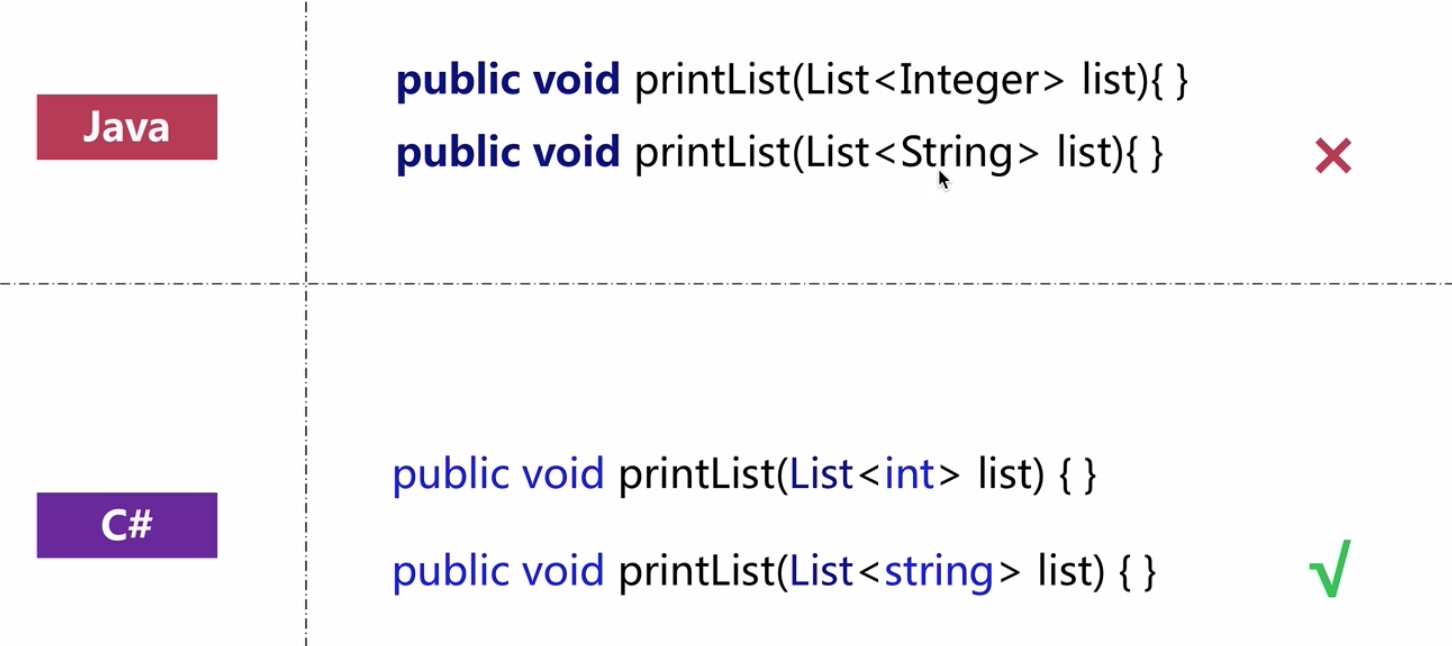 Java
public void printList(List<Integer> list){ }
public void printList(List<String> list){ }
C#
public void printList(List<int> list) { }
public void printList(List<string> list) { }